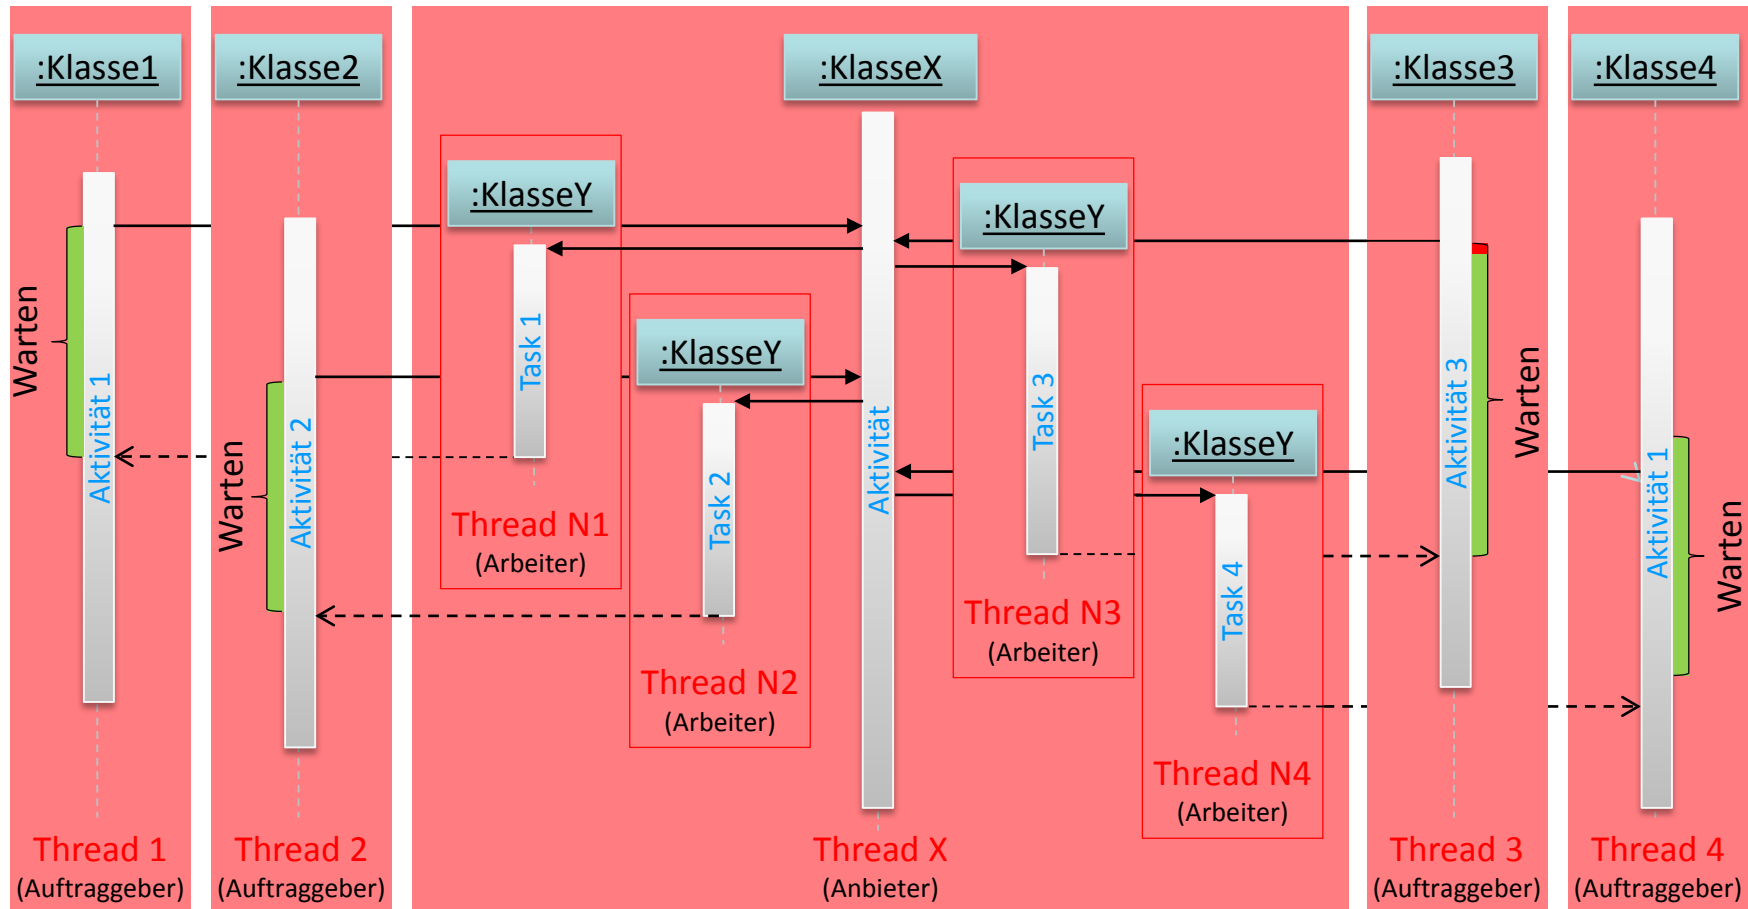 :Klasse1
:Klasse2
:KlasseX
:Klasse3
:Klasse4
:KlasseY
:KlasseY
:KlasseY
:KlasseY
Warten
Aktivität 1
Warten
Aktivität 2
Task 1
Task 2
Aktivität
Task 3
Task 4
Aktivität 3
Warten
Aktivität 1
Warten
Thread N1
(Arbeiter)
Thread N2
(Arbeiter)
Thread N3
(Arbeiter)
Thread N4
(Arbeiter)
Thread 1
(Auftraggeber)
Thread 2
(Auftraggeber)
Thread X
(Anbieter)
Thread 3
(Auftraggeber)
Thread 4
(Auftraggeber)